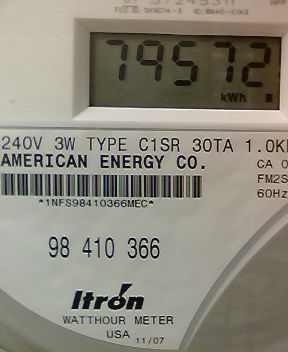 79572
kWh
240V 3W TYPE C1SR 30TA 1.0K
AMERICAN ENERGY CO. CA 0
FM2S
60Hz
*1NFS98410366MEC*
98 410 366
Itron
WATTHOUR METER
USA 11/07